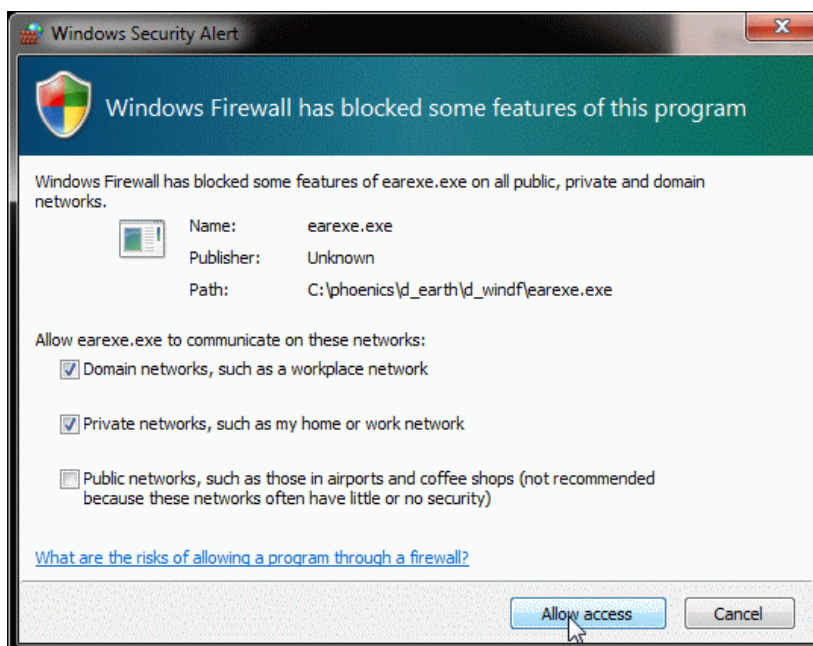 Windows Security Alert
Windows Firewall has blocked some features of this program
Windows Firewall has blocked some features of earexe.exe on all public, private and domain
networks.
Name: earexe.exe
Publisher: Unknown
Path: C:\phoenics\d_earth\d_windf\earexe.exe
Allow earexe.exe to communicate on these networks:
Domain networks, such as a workplace network
Private networks, such as my home or work network
Public networks, such as those in airports and coffee shops (not recommended
because these networks often have little or no security)
What are the risks of allowing a program through a firewall?
Allow access Cancel